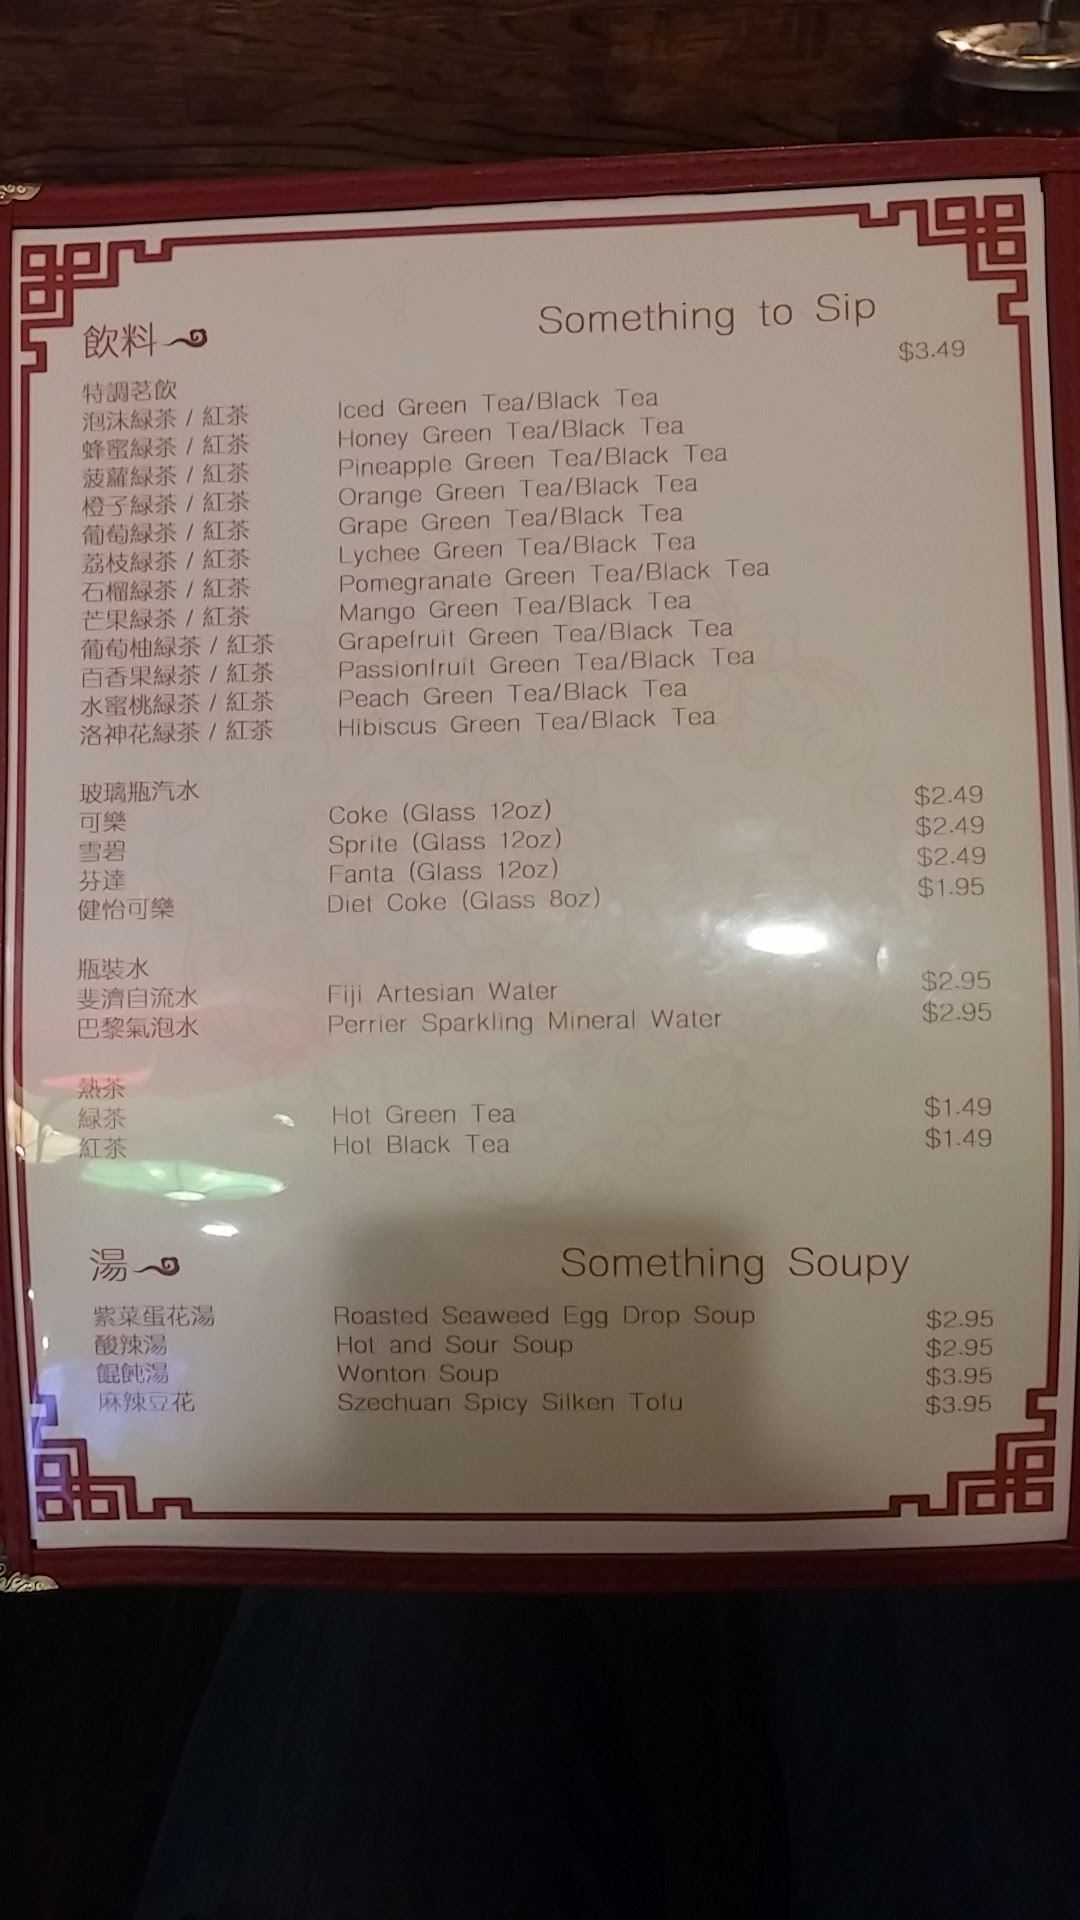 飲料 Something to Sip
$3.49
特調茗飲
泡沫緑茶 / 紅茶 Iced Green Tea/Black Tea
蜂蜜緑茶 / 紅茶 Honey Green Tea/Black Tea
菠蘿緑茶 / 紅茶 Pineapple Green Tea/Black Tea
橙子緑茶 / 紅茶 Orange Green Tea/Black Tea
葡萄緑茶 / 紅茶 Grape Green Tea/Black Tea
荔枝緑茶 / 紅茶 Lychee Green Tea/Black Tea
石榴緑茶 / 紅茶 Pomegranate Green Tea/Black Tea
芒果緑茶 / 紅茶 Mango Green Tea/Black Tea
葡萄柚緑茶 / 紅茶 Grapefruit Green Tea/Black Tea
百香果緑茶 / 紅茶 Passionfruit Green Tea/Black Tea
水蜜桃緑茶 / 紅茶 Peach Green Tea/Black Tea
洛神花緑茶 / 紅茶 Hibiscus Green Tea/Black Tea
玻璃瓶汽水
可樂 Coke (Glass 12oz) $2.49
雪碧 Sprite (Glass 12oz) $2.49
芬達 Fanta (Glass 12oz) $2.49
健怡可樂 Diet Coke (Glass 8oz) $1.95
瓶裝水
斐濟自流水 Fiji Artesian Water $2.95
巴黎氣泡水 Perrier Sparkling Mineral Water $2.95
熱茶
緑茶 Hot Green Tea $1.49
紅茶 Hot Black Tea $1.49
湯 Something Soupy
紫菜蛋花湯 Roasted Seaweed Egg Drop Soup $2.95
酸辣湯 Hot and Sour Soup $2.95
餛飩湯 Wonton Soup $3.95
麻辣豆花 Szechuan Spicy Silken Tofu $3.95